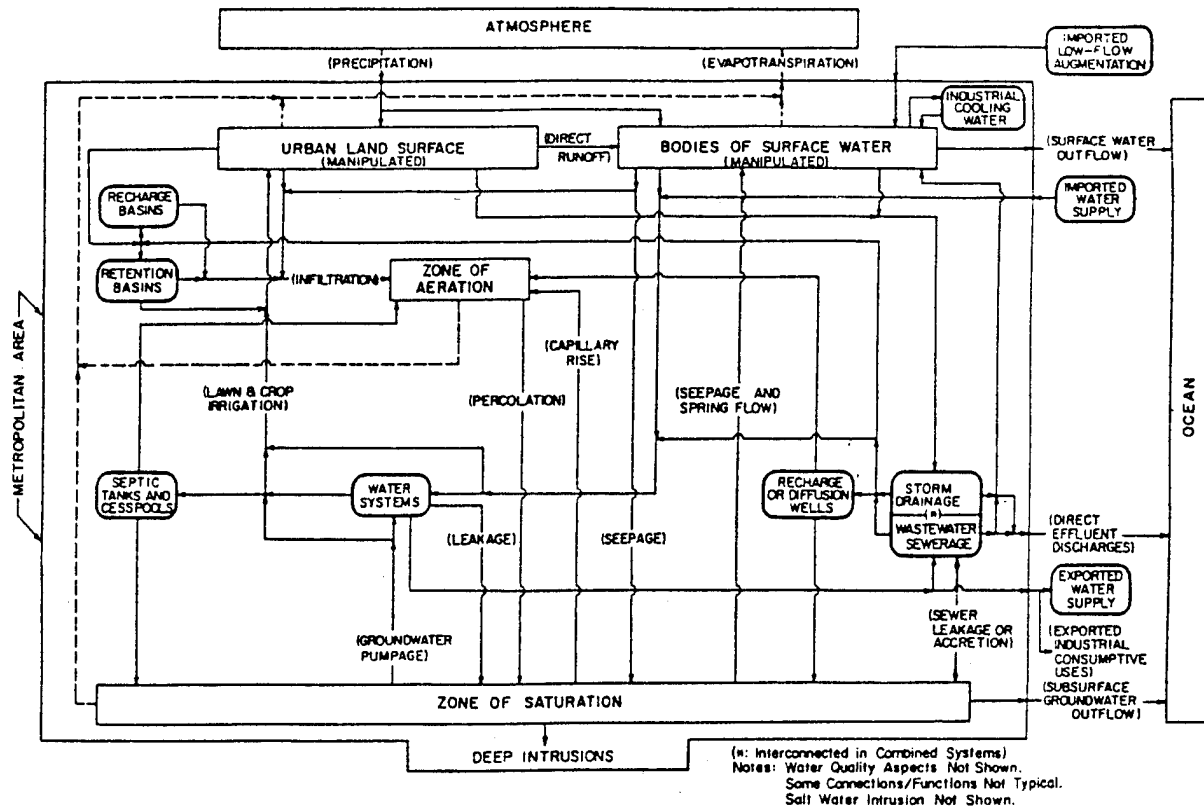 ATMOSPHERE
(PRECIPITATION)
(EVAPOTRANSPIRATION)
IMPORTED
LOW-FLOW
AUGMENTATION
INDUSTRIAL
COOLING
WATER
URBAN LAND SURFACE
(MANIPULATED)
(DIRECT
RUNOFF)
BODIES OF SURFACE WATER
(MANIPULATED)
(SURFACE WATER
OUTFLOW)
RECHARGE
BASINS
IMPORTED
WATER
SUPPLY
RETENTION
BASINS
(INFILTRATION)
ZONE OF
AERATION
METROPOLITAN AREA
(CAPILLARY
RISE)
(LAWN & CROP
IRRIGATION)
(PERCOLATION)
(SEEPAGE AND
SPRING FLOW)
OCEAN
SEPTIC
TANKS AND
CESSPOOLS
WATER
SYSTEMS
RECHARGE
OR DIFFUSION
WELLS
STORM
DRAINAGE
(*)
WASTEWATER
SEWERAGE
(LEAKAGE)
(SEEPAGE)
(DIRECT
EFFLUENT
DISCHARGES)
EXPORTED
WATER
SUPPLY
(GROUNDWATER
PUMPAGE)
(SEWER
LEAKAGE OR
ACCRETION)
(EXPORTED
INDUSTRIAL
CONSUMPTIVE
USES)
ZONE OF SATURATION
(SUBSURFACE
GROUNDWATER
OUTFLOW)
DEEP INTRUSIONS
(*: Interconnected in Combined Systems)
Notes: Water Quality Aspects Not Shown.
Some Connections/Functions Not Typical.
Salt Water Intrusion Not Shown.